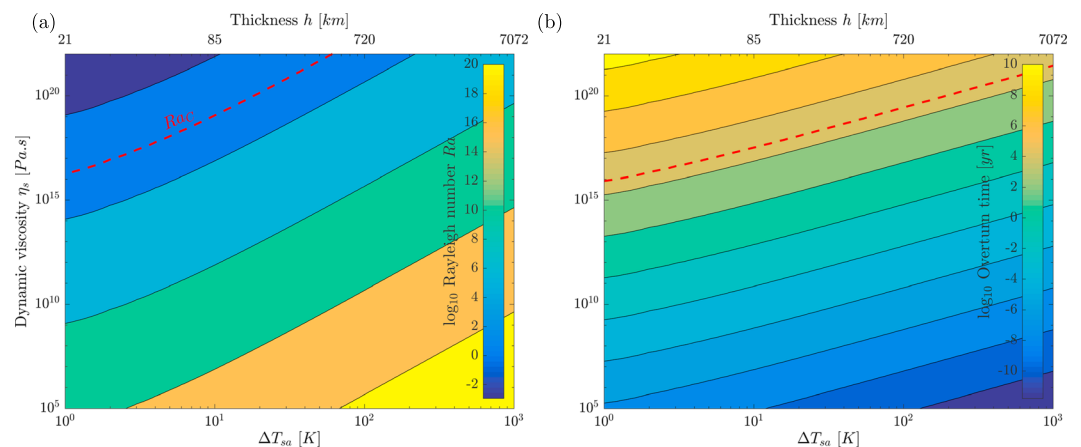 (a)
Thickness h [km]
21 85 720 7072
Dynamic viscosity ηs [Pa.s]
10^20
10^15
10^10
10^5
RaC
log10 Rayleigh number Ra
20
18
16
14
12
10
8
6
4
2
0
-2
10^0 10^1 10^2 10^3
ΔTsa [K]
(b)
Thickness h [km]
21 85 720 7072
10^20
10^15
10^10
10^5
log10 Overturn time [yr]
10
8
6
4
2
0
-2
-4
-6
-8
-10
10^0 10^1 10^2 10^3
ΔTsa [K]